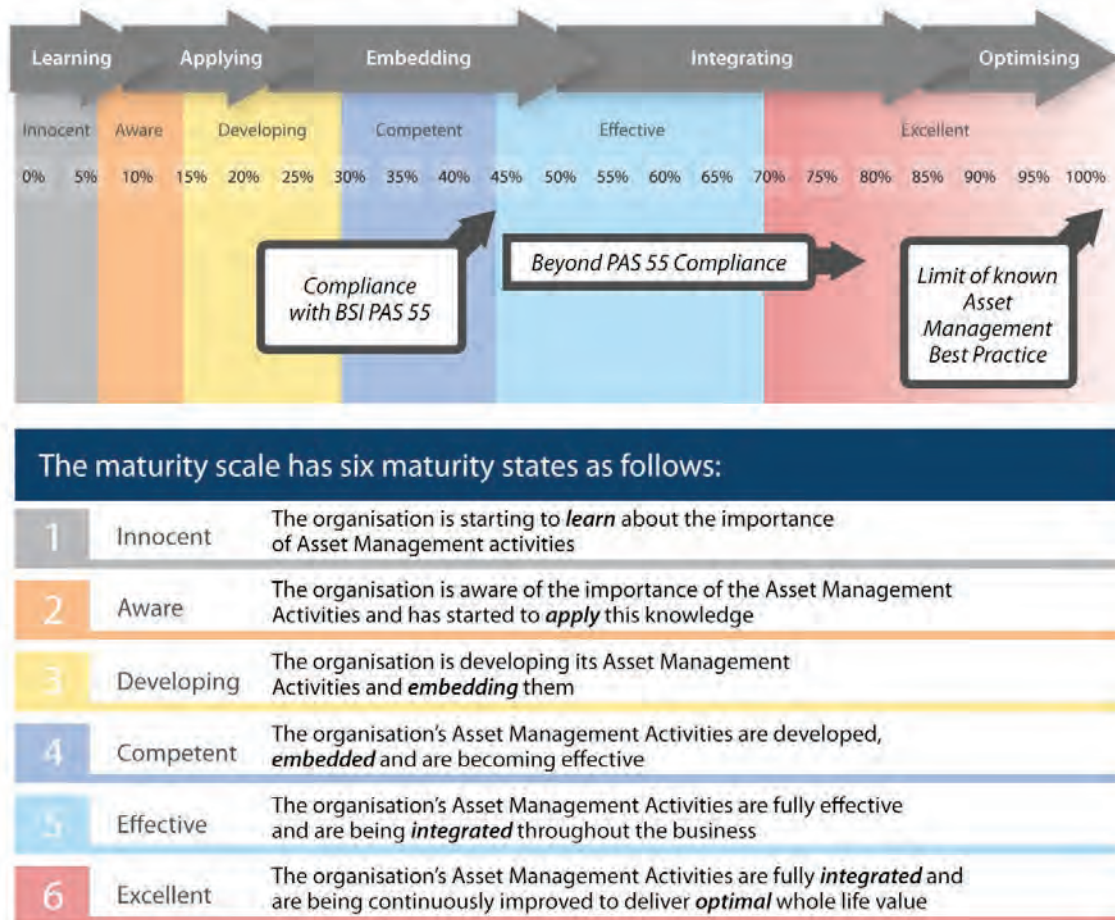 Learning Applying Embedding Integrating Optimising
Innocent Aware Developing Competent Effective Excellent
0% 5% 10% 15% 20% 25% 30% 35% 40% 45% 50% 55% 60% 65% 70% 75% 80% 85% 90% 95% 100%
Compliance
with BSI PAS 55
Beyond PAS 55 Compliance
Limit of known
Asset
Management
Best Practice
The maturity scale has six maturity states as follows:
1 Innocent
The organisation is starting to learn about the importance
of Asset Management activities
2 Aware
The organisation is aware of the importance of the Asset Management
Activities and has started to apply this knowledge
3 Developing
The organisation is developing its Asset Management
Activities and embedding them
4 Competent
The organisation's Asset Management Activities are developed,
embedded and are becoming effective
5 Effective
The organisation's Asset Management Activities are fully effective
and are being integrated throughout the business
6 Excellent
The organisation's Asset Management Activities are fully integrated and
are being continuously improved to deliver optimal whole life value